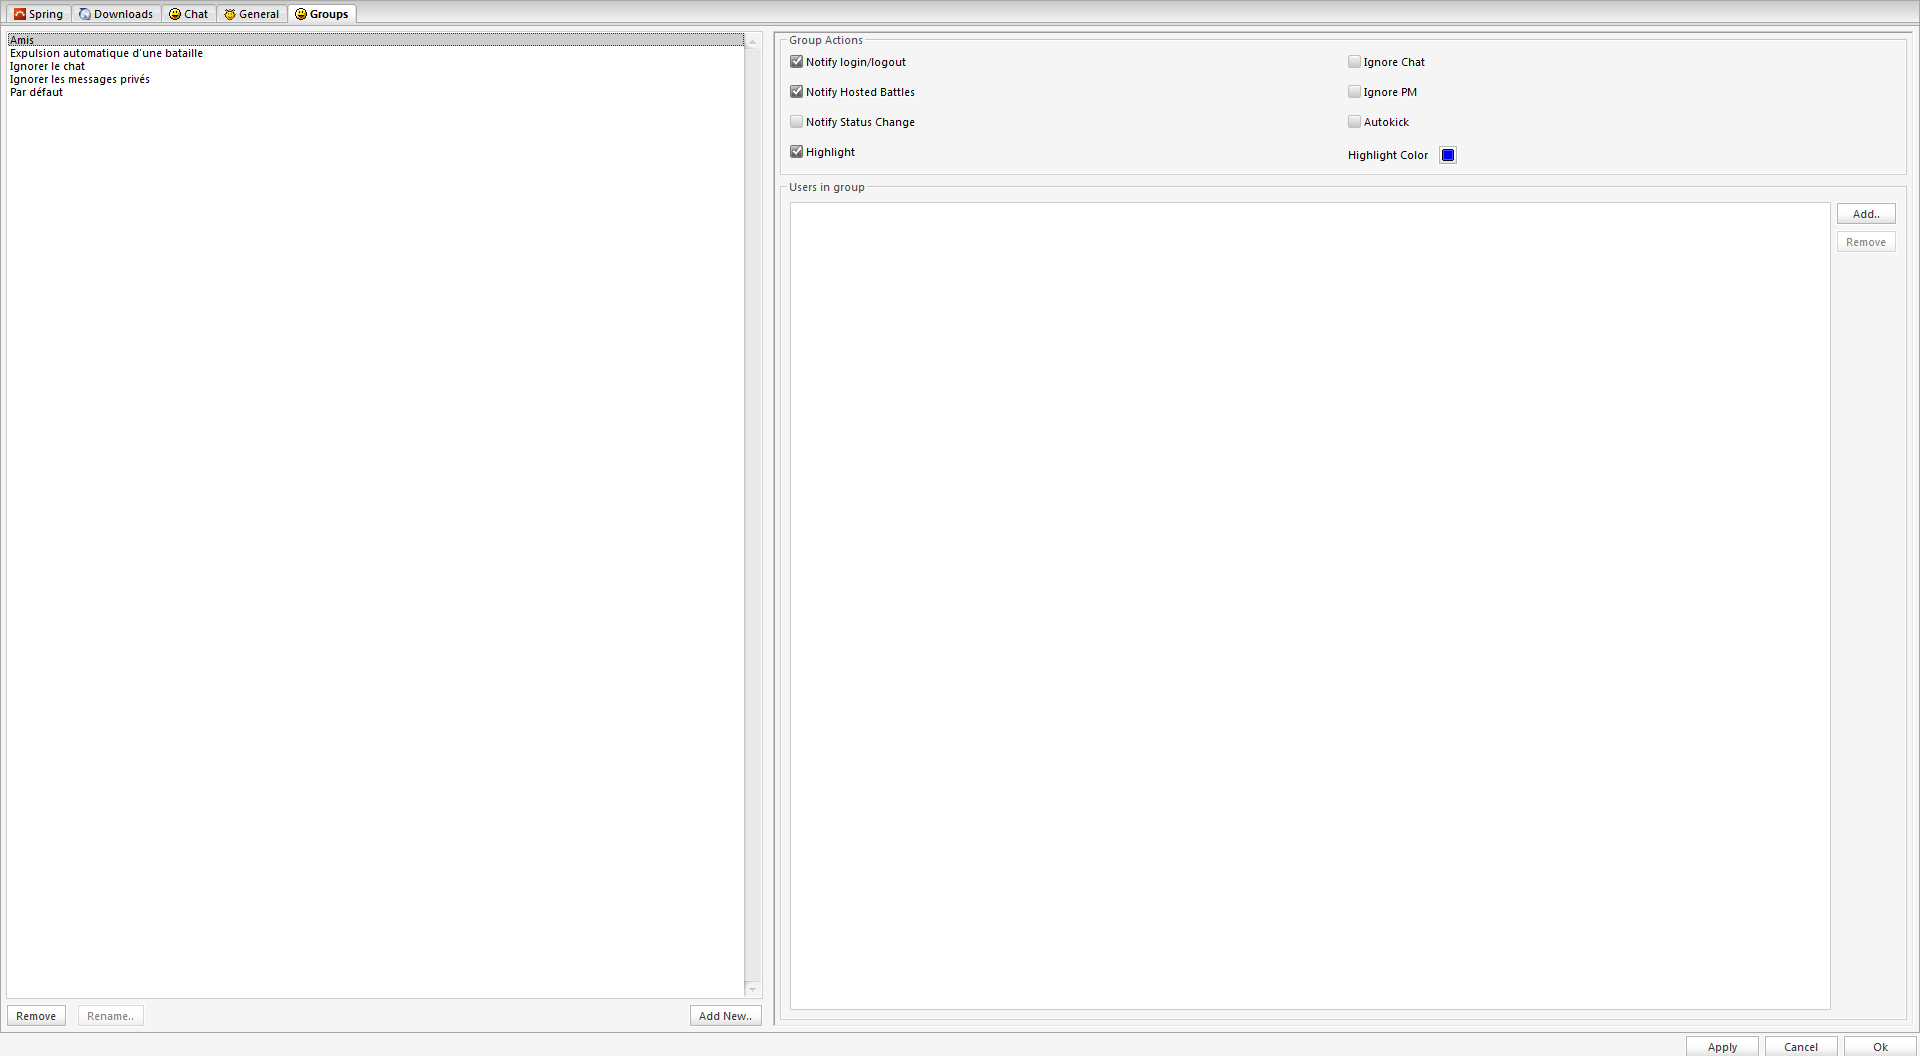 Spring
Downloads
Chat
General
Groups
Amis
Expulsion automatique d'une bataille
Ignorer le chat
Ignorer les messages privés
Par défaut
Remove
Rename..
Add New..
Group Actions
Notify login/logout
Ignore Chat
Notify Hosted Battles
Ignore PM
Notify Status Change
Autokick
Highlight
Highlight Color
Users in group
Add..
Remove
Apply
Cancel
Ok